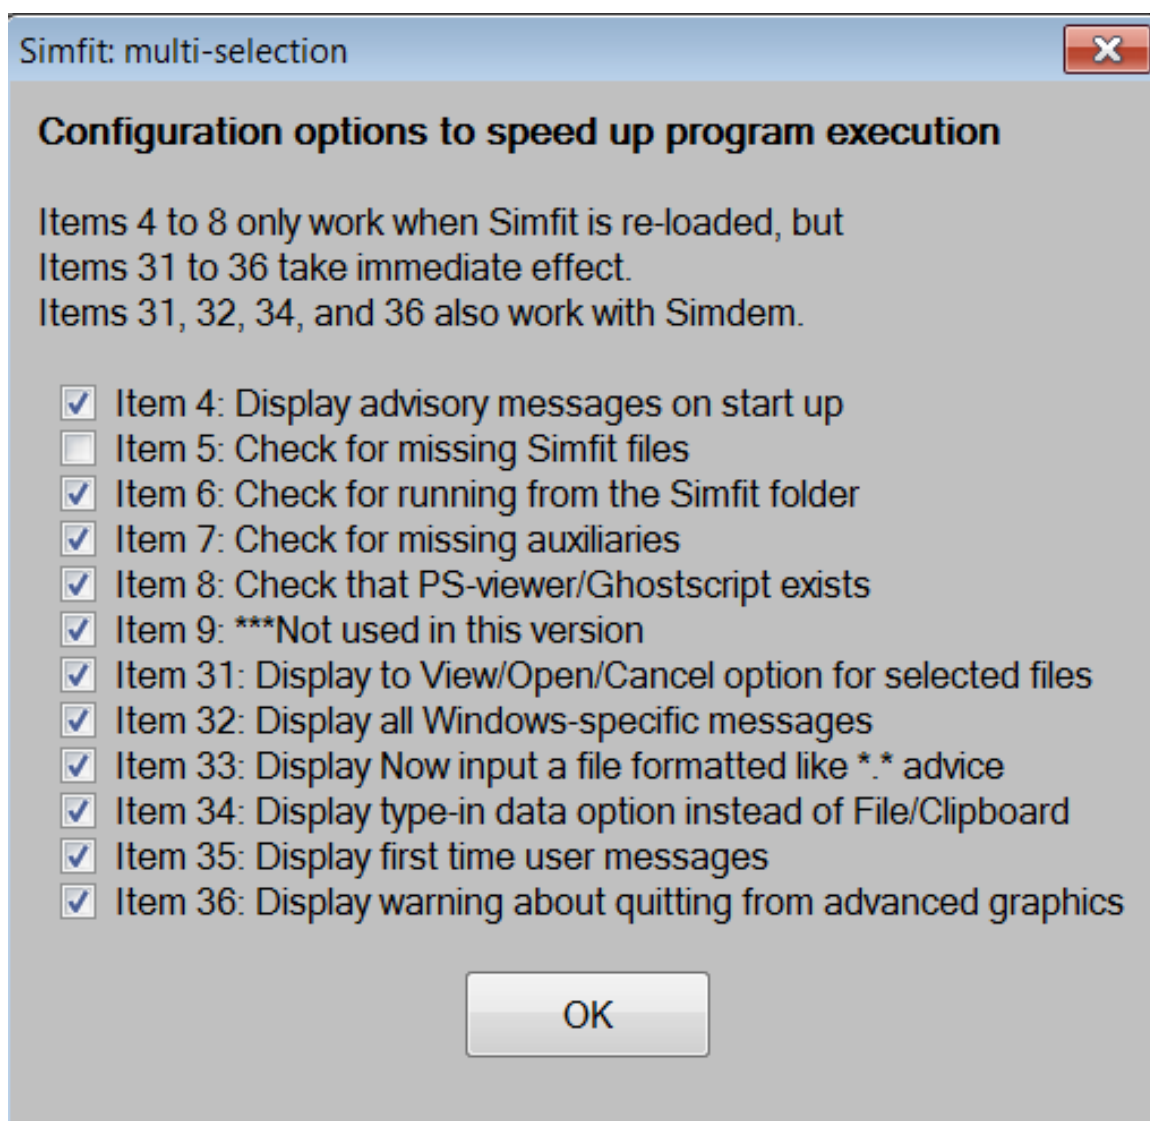 Simfit: multi-selection
Configuration options to speed up program execution
Items 4 to 8 only work when Simfit is re-loaded, but
Items 31 to 36 take immediate effect.
Items 31, 32, 34, and 36 also work with Simdem.
Item 4: Display advisory messages on start up
Item 5: Check for missing Simfit files
Item 6: Check for running from the Simfit folder
Item 7: Check for missing auxiliaries
Item 8: Check that PS-viewer/Ghostscript exists
Item 9: ***Not used in this version
Item 31: Display to View/Open/Cancel option for selected files
Item 32: Display all Windows-specific messages
Item 33: Display Now input a file formatted like *.* advice
Item 34: Display type-in data option instead of File/Clipboard
Item 35: Display first time user messages
Item 36: Display warning about quitting from advanced graphics
OK